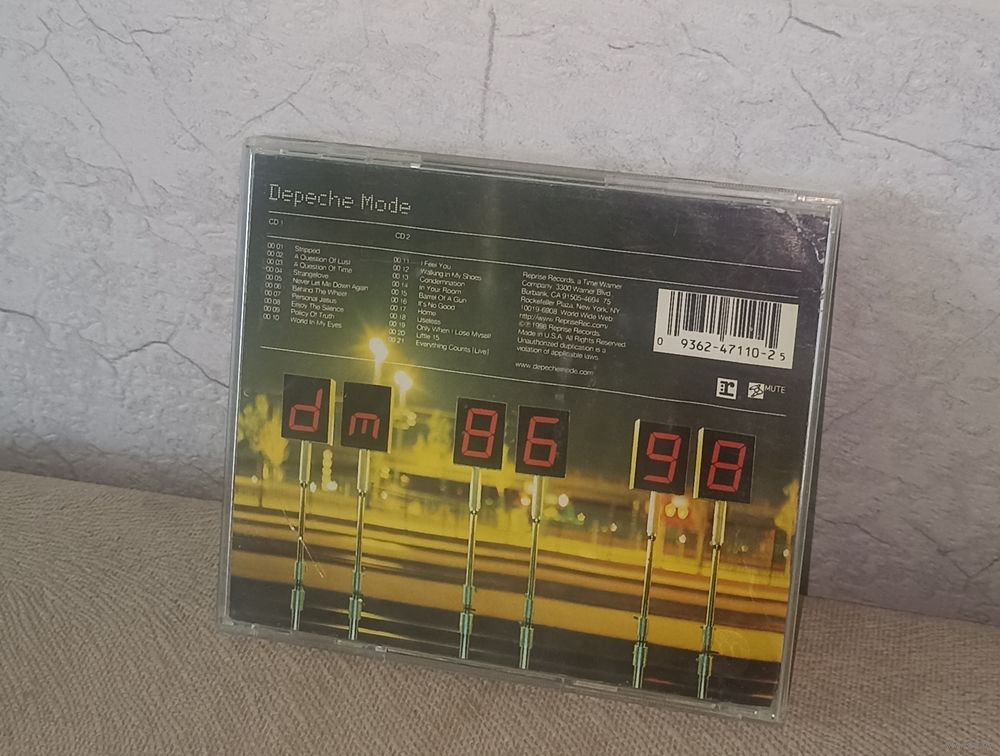 Depeche Mode
CD 1
00 01 Stripped
00 02 A Question Of Lust
00 03 A Question Of Time
00 04 Strangelove
00 05 Never Let Me Down Again
00 06 Behind The Wheel
00 07 Personal Jesus
00 08 Enjoy The Silence
00 09 Policy Of Truth
00 10 World In My Eyes
CD 2
00 11 I Feel You
00 12 Walking In My Shoes
00 13 Condemnation
00 14 In Your Room
00 15 Barrel Of A Gun
00 16 It's No Good
00 17 Home
00 18 Useless
00 19 Only When I Lose Myself
00 20 Little 15
00 21 Everything Counts [Live]
Reprise Records, a Time Warner
Company. 3300 Warner Blvd.,
Burbank, CA 91505-4694 75
Rockefeller Plaza, New York, NY
10019-6908 World Wide Web:
http://www.RepriseRec.com/
©℗ 1998 Reprise Records.
Made in U.S.A. All Rights Reserved.
Unauthorized duplication is a
violation of applicable laws.
www.depechemode.com
0 9362-47110-2 5
r
MUTE
dm 86 98